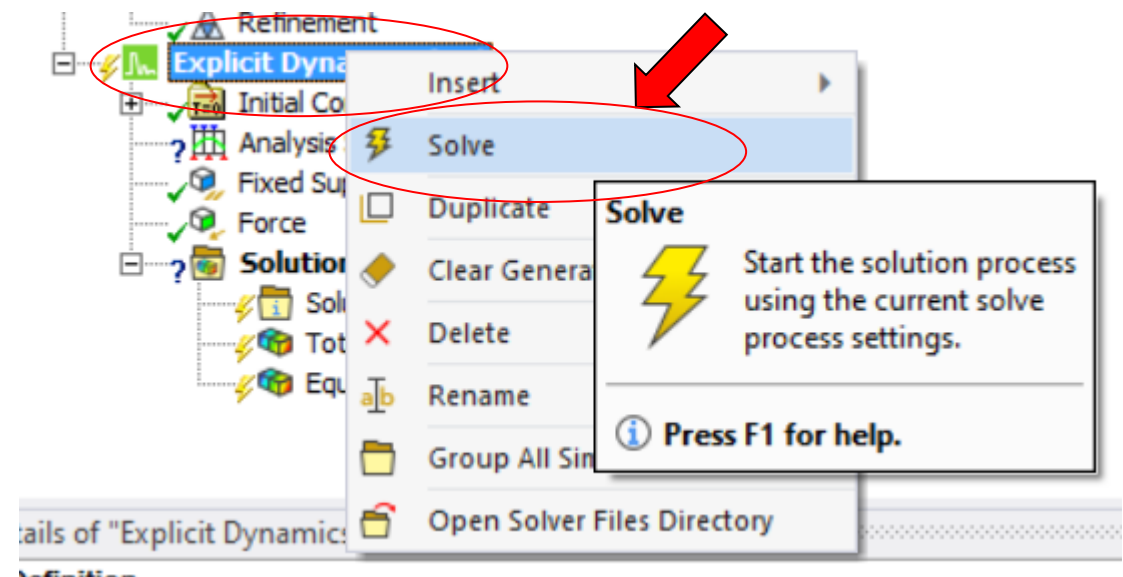 Refinement
Explicit Dyna
Insert
Initial Co
Solve
Analysis
Fixed Sup
Duplicate
Solve
Force
Start the solution process
using the current solve
process settings.
Solution
Clear Genera
Sol
Delete
Tot
Equ
Rename
Press F1 for help.
Group All Sim
Open Solver Files Directory
tails of "Explicit Dynamics